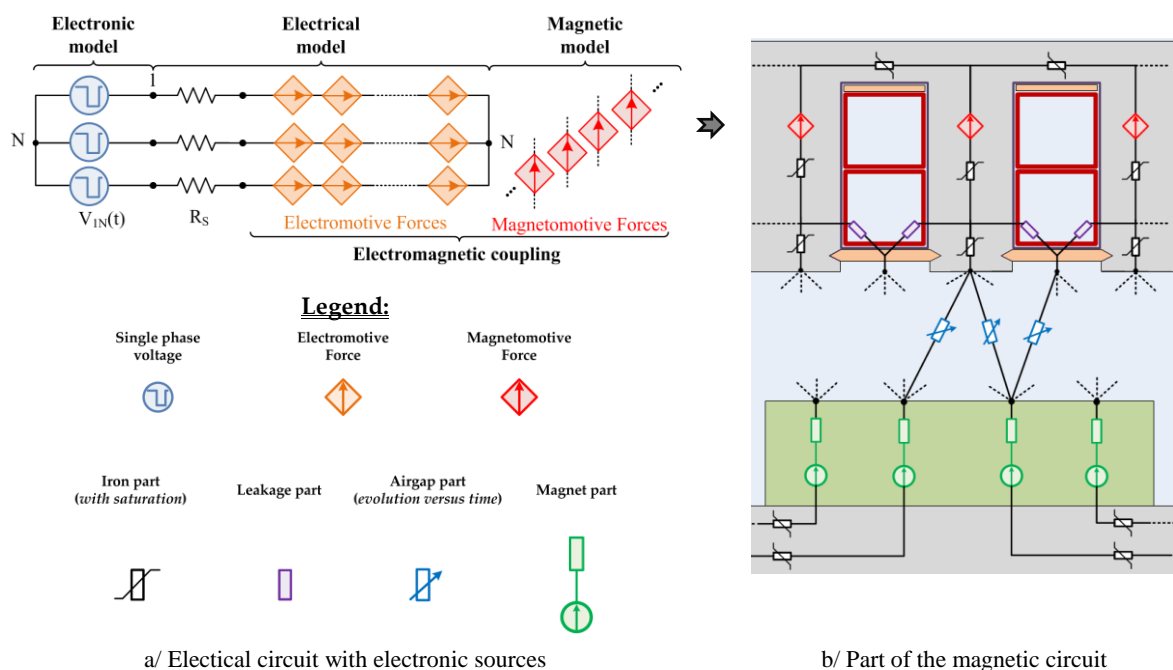 Electronic model
Electrical model
Magnetic model
1
N
N
V_IN(t)
R_S
Electromotive Forces
Magnetomotive Forces
Electromagnetic coupling
Legend:
Single phase voltage
Electromotive Force
Magnetomotive Force
Iron part
(with saturation)
Leakage part
Airgap part
(evolution versus time)
Magnet part
a/ Electical circuit with electronic sources
b/ Part of the magnetic circuit